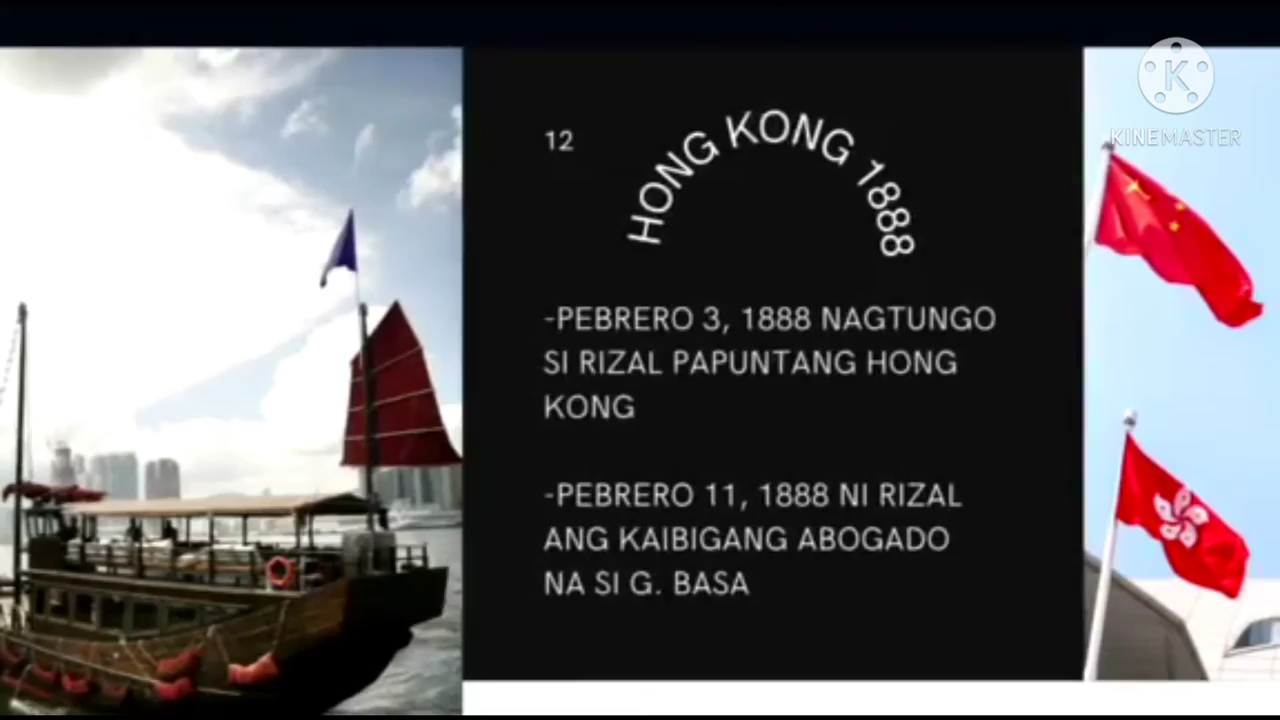 12
HONG KONG 1888
-PEBRERO 3, 1888 NAGTUNGO
SI RIZAL PAPUNTANG HONG
KONG
-PEBRERO 11, 1888 NI RIZAL
ANG KAIBIGANG ABOGADO
NA SI G. BASA
K
KINEMASTER